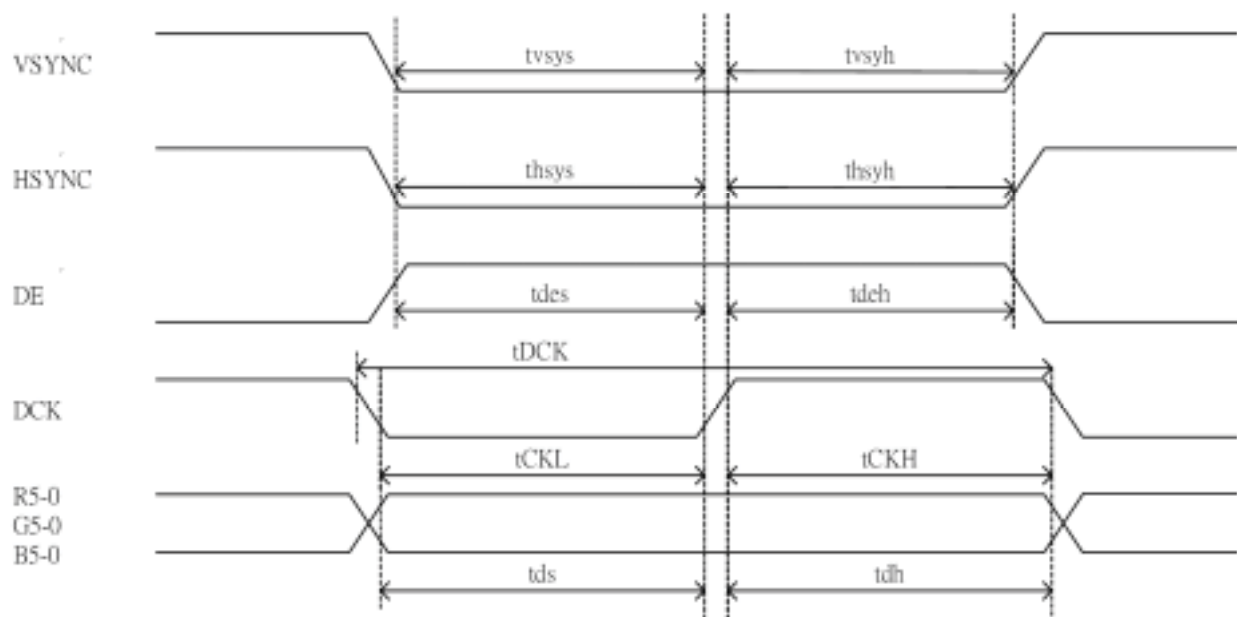 VSYNC
tvsys
tvsyh
HSYNC
thsys
thsyh
DE
tdes
tdeh
tDCK
DCK
tCKL
tCKH
R5-0
G5-0
B5-0
tds
tdh